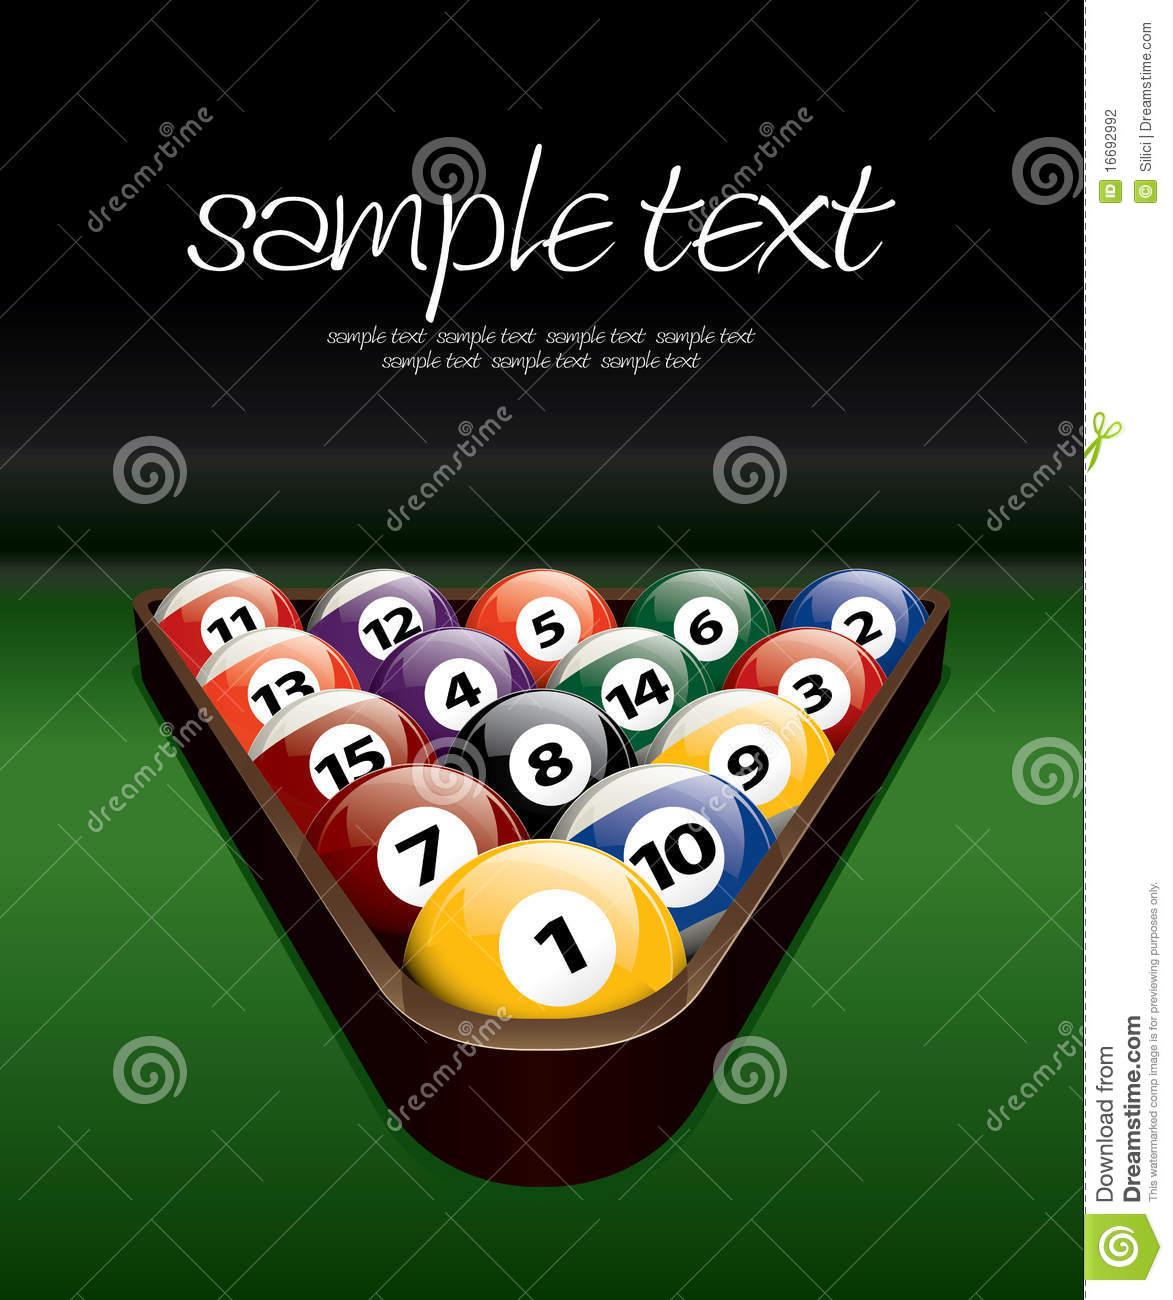 sample text
sample text sample text sample text sample text
sample text sample text sample text
11 12 5 6 2
13 4 14 3
15 8 9
7 10
1
dreamstime
dreamstime
dreamstime
dreamstime
dreamstime
dreamstime
dreamstime
dreamstime
ID 16692992
© Silici | Dreamstime.com
Download from
Dreamstime.com
This watermarked comp image is for previewing purposes only.